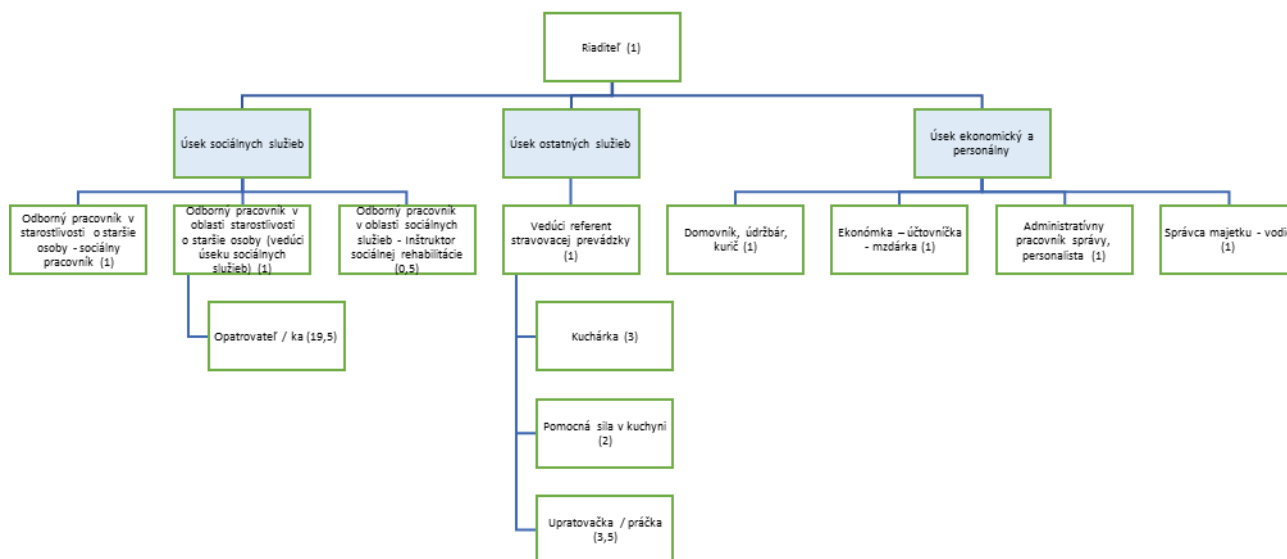 Riaditeľ (1)
Úsek sociálnych služieb
Úsek ostatných služieb
Úsek ekonomický a
personálny
Odborný pracovník v
starostlivosti o staršie
osoby - sociálny
pracovník (1)
Odborný pracovník v
oblasti starostlivosti
o staršie osoby (vedúci
úseku sociálnych
služieb) (1)
Odborný pracovník
v oblasti sociálnych
služieb - Inštruktor
sociálnej rehabilitácie
(0,5)
Vedúci referent
stravovacej prevádzky
(1)
Domovník, údržbár,
kurič (1)
Ekonómka – účtovníčka
- mzdárka (1)
Administratívny
pracovník správy,
personalista (1)
Správca majetku - vodič
(1)
Opatrovateľ / ka (19,5)
Kuchárka (3)
Pomocná sila v kuchyni
(2)
Upratovačka / práčka
(3,5)